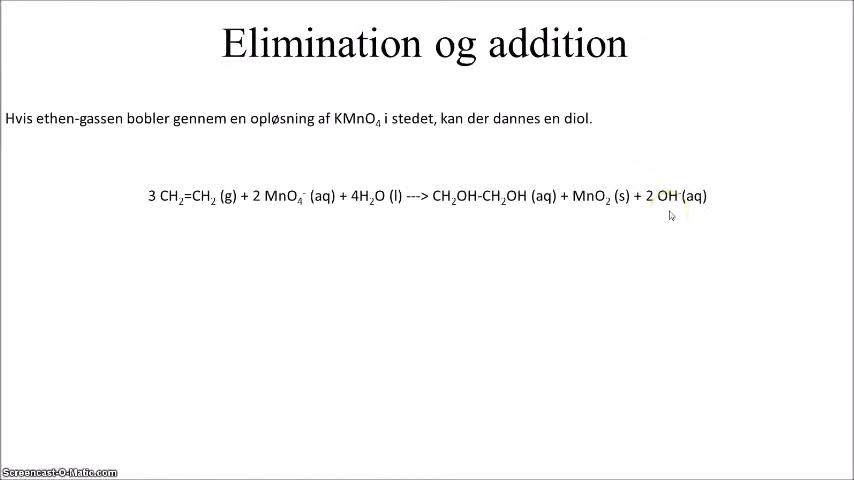 Elimination og addition
Hvis ethen-gassen bobler gennem en opløsning af KMnO₄ i stedet, kan der dannes en diol.
3 CH₂=CH₂ (g) + 2 MnO₄⁻ (aq) + 4H₂O (l) ---> CH₂OH-CH₂OH (aq) + MnO₂ (s) + 2 OH⁻(aq)
Screencast-O-Matic.com